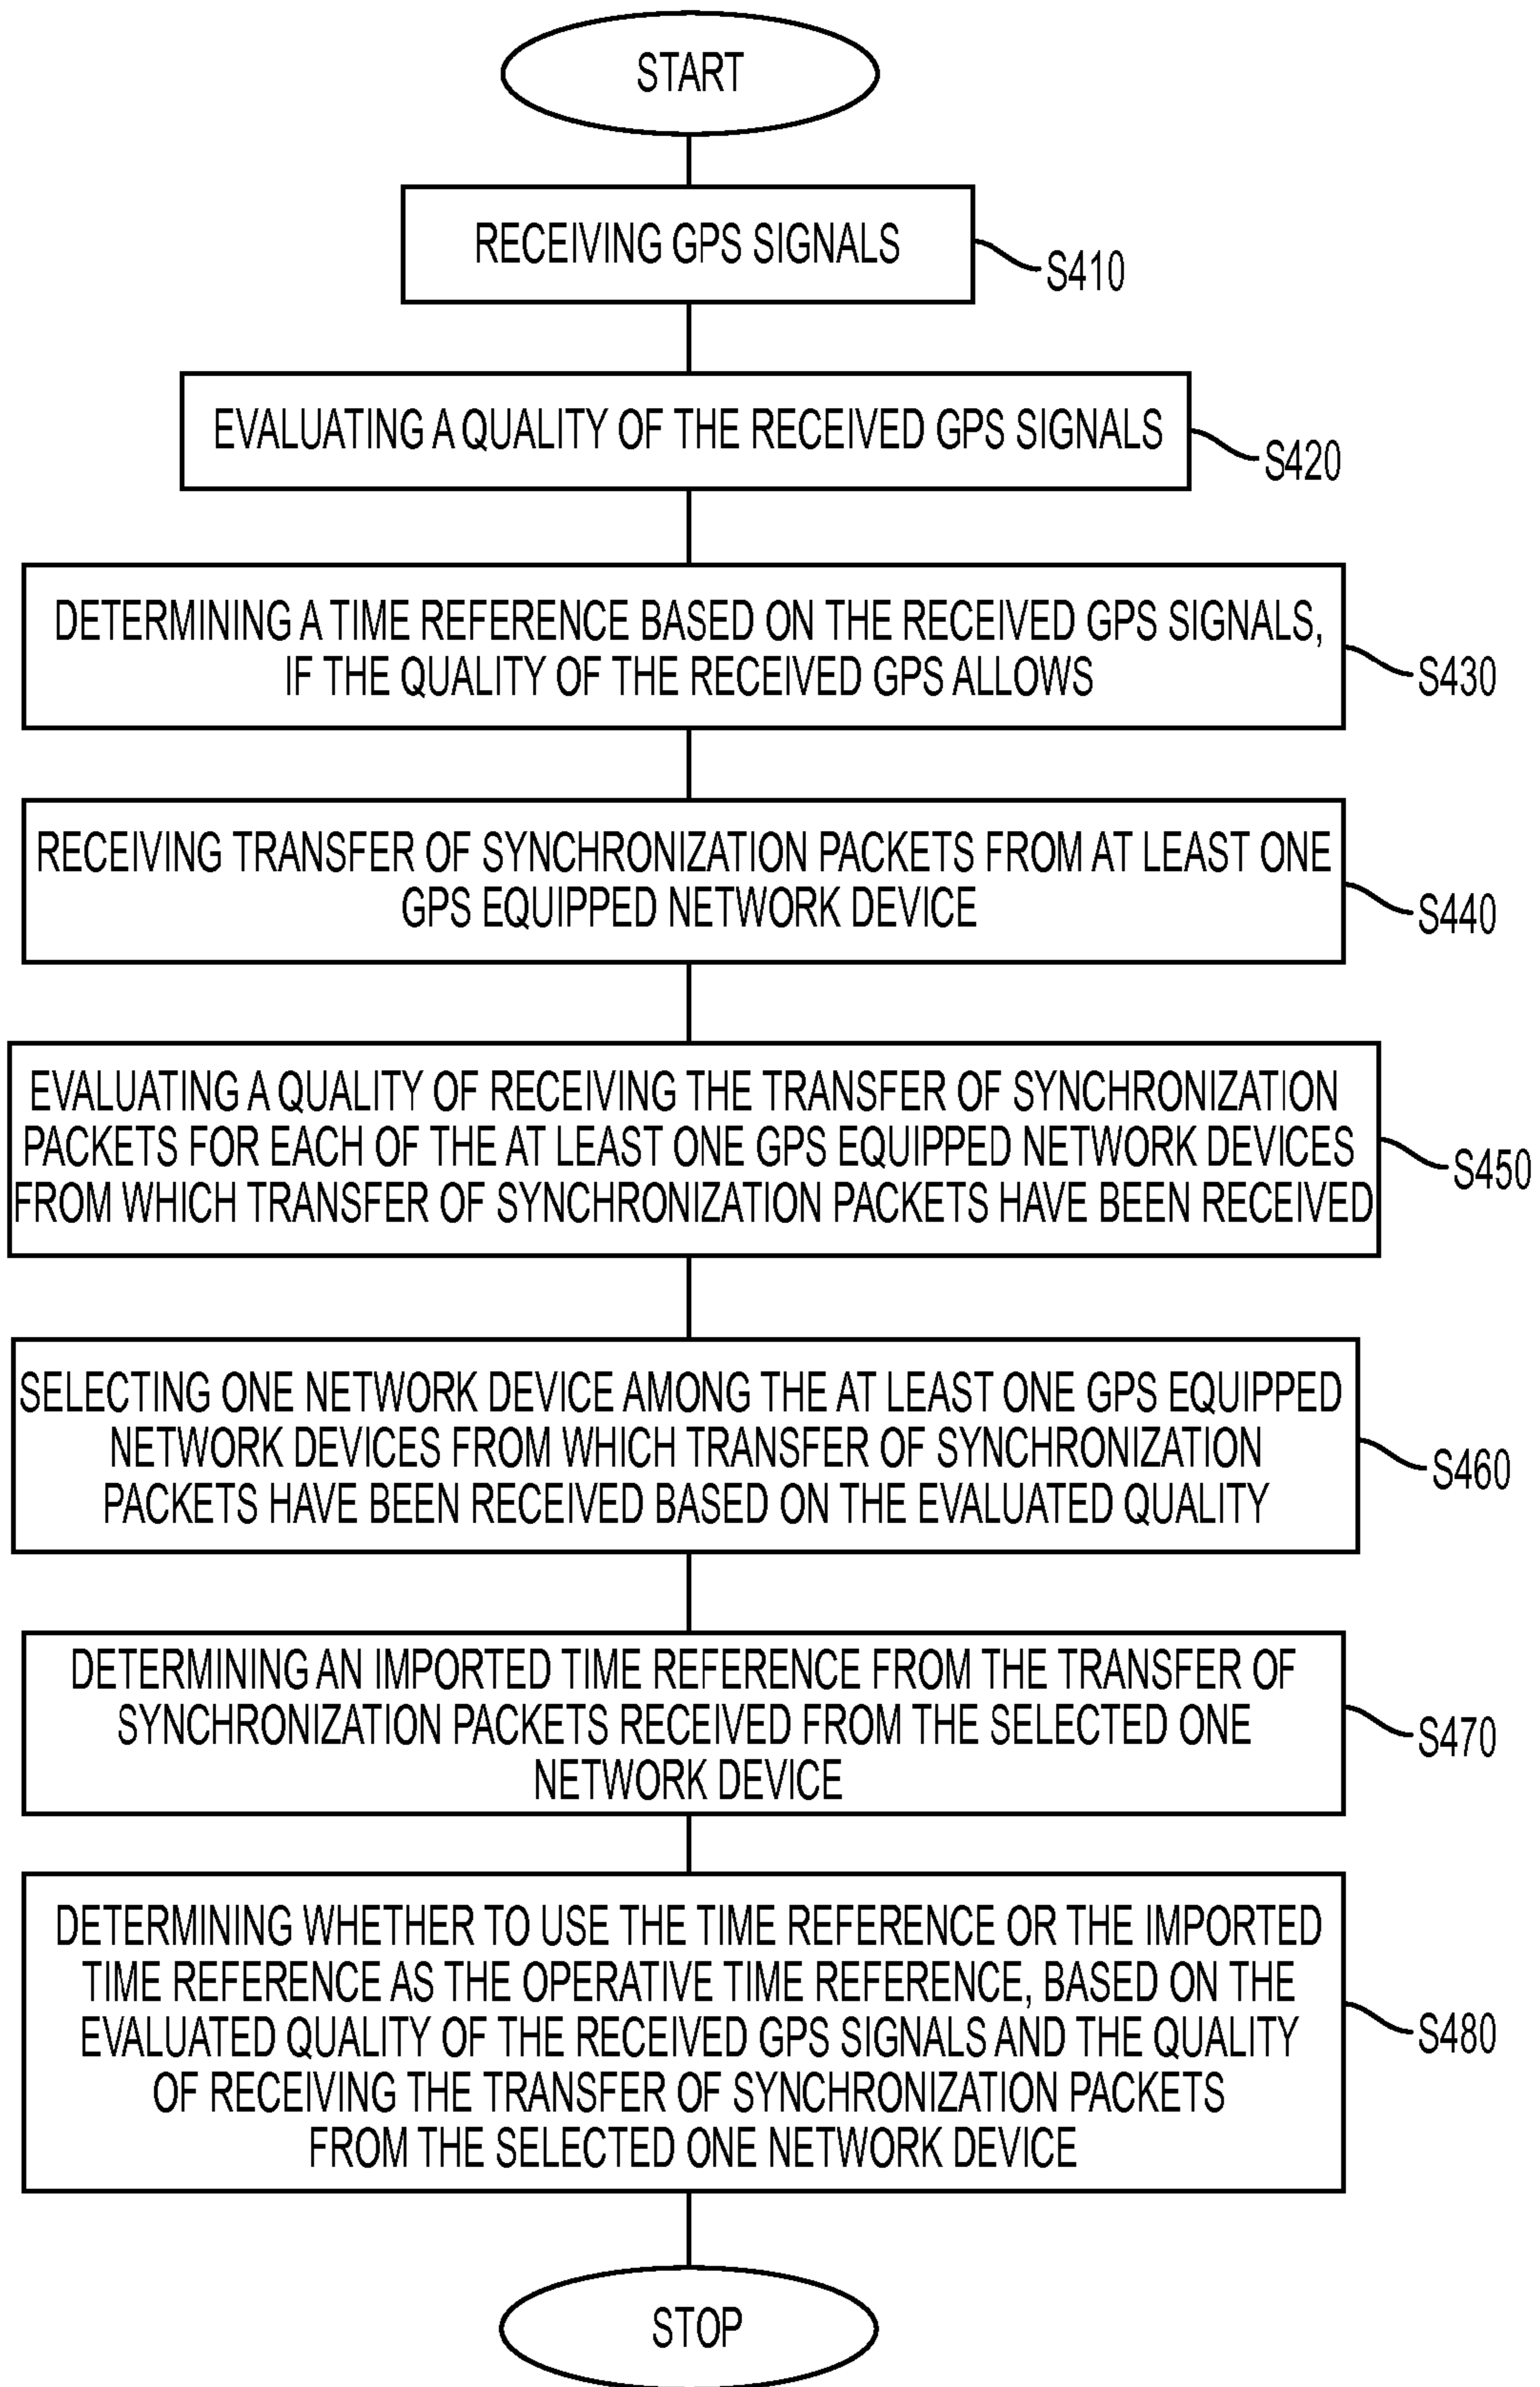 START
RECEIVING GPS SIGNALS
S410
EVALUATING A QUALITY OF THE RECEIVED GPS SIGNALS
S420
DETERMINING A TIME REFERENCE BASED ON THE RECEIVED GPS SIGNALS,
IF THE QUALITY OF THE RECEIVED GPS ALLOWS
S430
RECEIVING TRANSFER OF SYNCHRONIZATION PACKETS FROM AT LEAST ONE
GPS EQUIPPED NETWORK DEVICE
S440
EVALUATING A QUALITY OF RECEIVING THE TRANSFER OF SYNCHRONIZATION
PACKETS FOR EACH OF THE AT LEAST ONE GPS EQUIPPED NETWORK DEVICES
FROM WHICH TRANSFER OF SYNCHRONIZATION PACKETS HAVE BEEN RECEIVED
S450
SELECTING ONE NETWORK DEVICE AMONG THE AT LEAST ONE GPS EQUIPPED
NETWORK DEVICES FROM WHICH TRANSFER OF SYNCHRONIZATION
PACKETS HAVE BEEN RECEIVED BASED ON THE EVALUATED QUALITY
S460
DETERMINING AN IMPORTED TIME REFERENCE FROM THE TRANSFER OF
SYNCHRONIZATION PACKETS RECEIVED FROM THE SELECTED ONE
NETWORK DEVICE
S470
DETERMINING WHETHER TO USE THE TIME REFERENCE OR THE IMPORTED
TIME REFERENCE AS THE OPERATIVE TIME REFERENCE, BASED ON THE
EVALUATED QUALITY OF THE RECEIVED GPS SIGNALS AND THE QUALITY
OF RECEIVING THE TRANSFER OF SYNCHRONIZATION PACKETS
FROM THE SELECTED ONE NETWORK DEVICE
S480
STOP